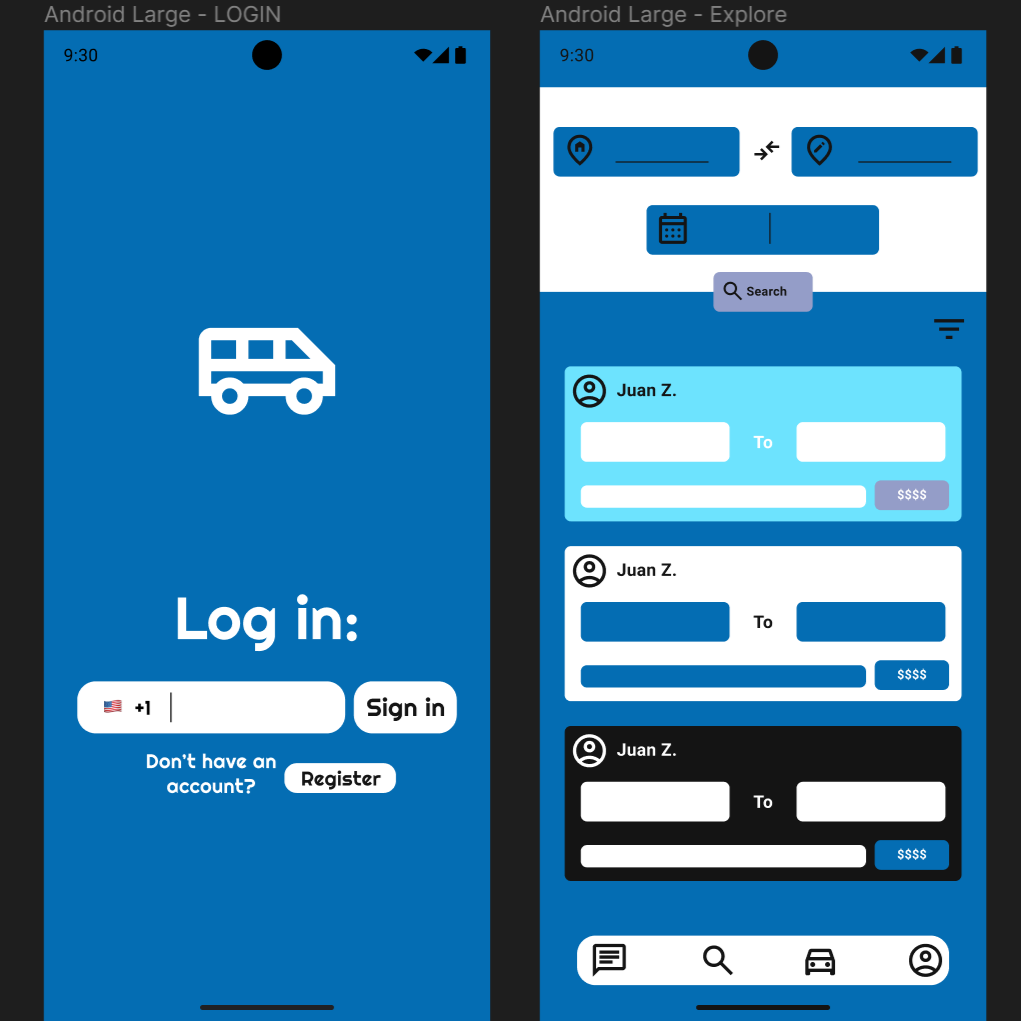 Android Large - LOGIN
9:30
Log in:
+1
Sign in
Don't have an
account?
Register
Android Large - Explore
9:30
Search
Juan Z.
To
$$$$
Juan Z.
To
$$$$
Juan Z.
To
$$$$